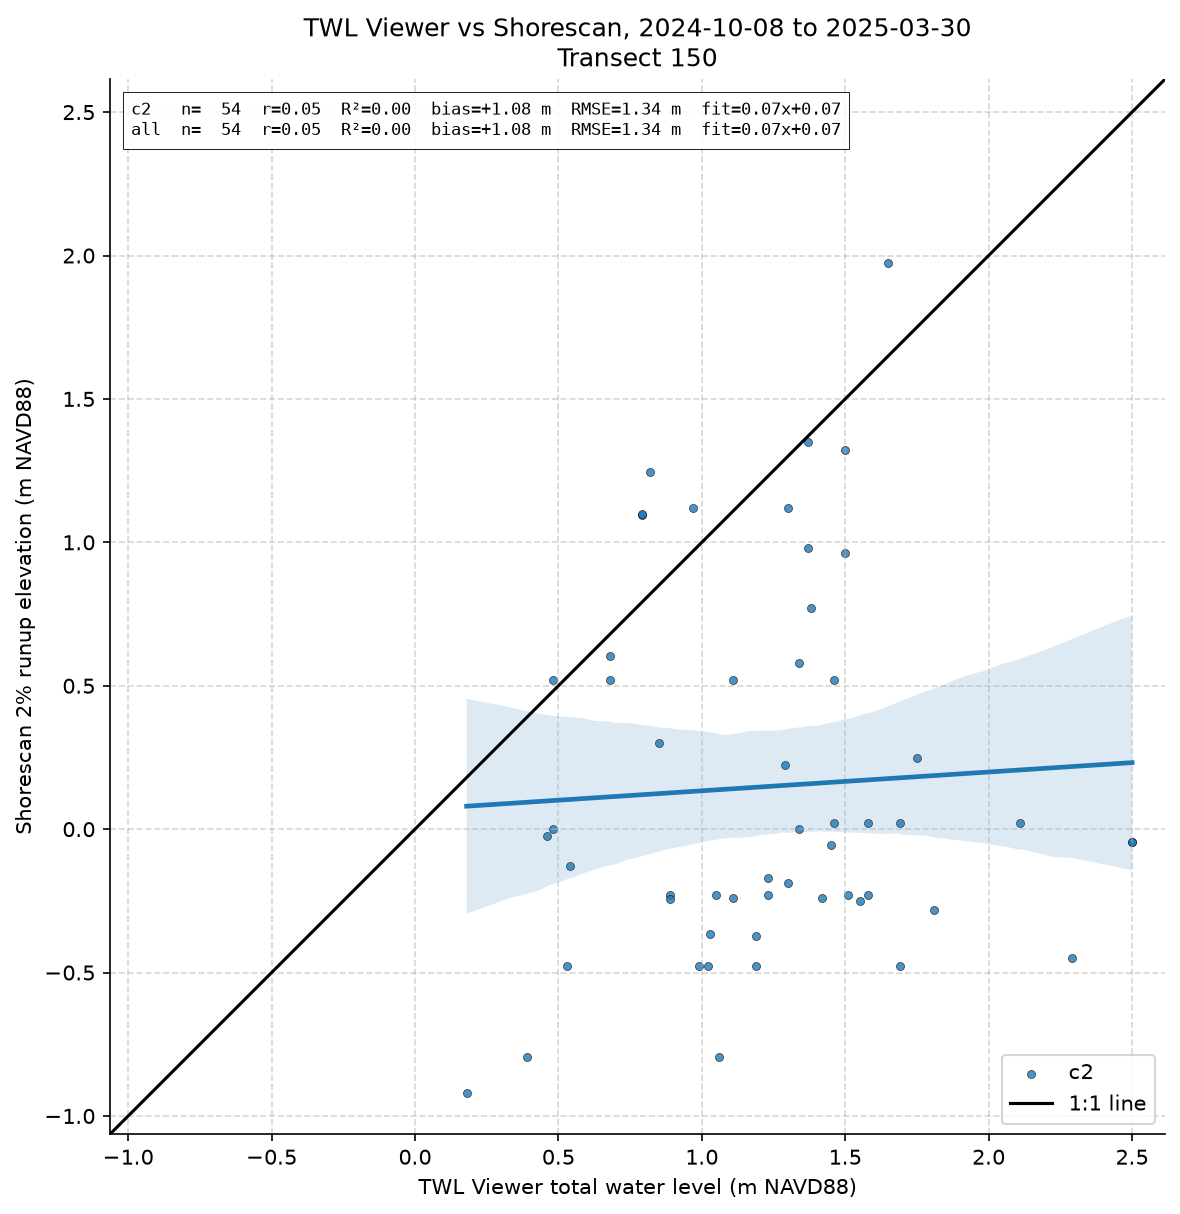 TWL Viewer vs Shorescan, 2024-10-08 to 2025-03-30
Transect 150
c2   n=  54  r=0.05  R²=0.00  bias=+1.08 m  RMSE=1.34 m  fit=0.07x+0.07
all  n=  54  r=0.05  R²=0.00  bias=+1.08 m  RMSE=1.34 m  fit=0.07x+0.07
Shorescan 2% runup elevation (m NAVD88)
2.5
2.0
1.5
1.0
0.5
0.0
−0.5
−1.0
c2
1:1 line
−1.0 −0.5 0.0 0.5 1.0 1.5 2.0 2.5
TWL Viewer total water level (m NAVD88)